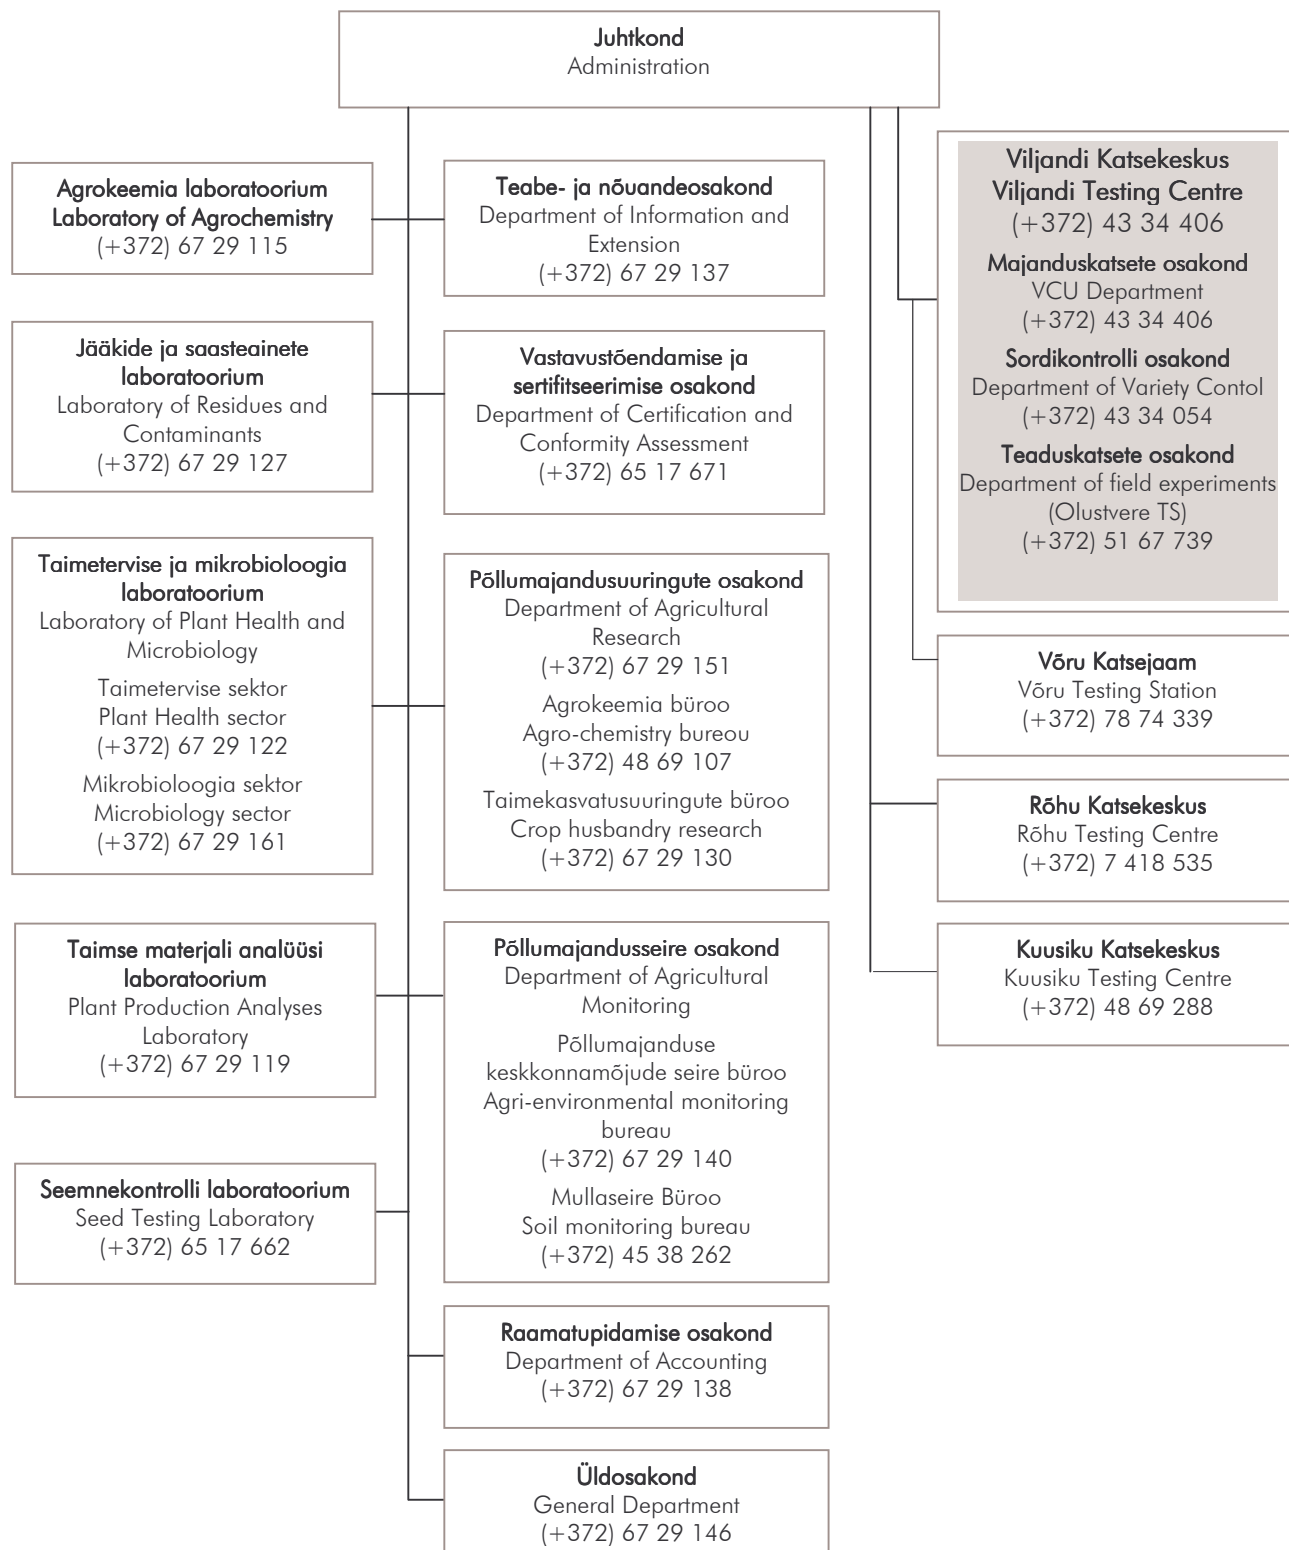 Juhtkond
Administration
Agrokeemia laboratoorium
Laboratory of Agrochemistry
(+372) 67 29 115
Jääkide ja saasteainete
laboratoorium
Laboratory of Residues and
Contaminants
(+372) 67 29 127
Taimetervise ja mikrobioloogia
laboratoorium
Laboratory of Plant Health and
Microbiology
Taimetervise sektor
Plant Health sector
(+372) 67 29 122
Mikrobioloogia sektor
Microbiology sector
(+372) 67 29 161
Taimse materjali analüüsi
laboratoorium
Plant Production Analyses
Laboratory
(+372) 67 29 119
Seemnekontrolli laboratoorium
Seed Testing Laboratory
(+372) 65 17 662
Teabe- ja nõuandeosakond
Department of Information and
Extension
(+372) 67 29 137
Vastavustõendamise ja
sertifitseerimise osakond
Department of Certification and
Conformity Assessment
(+372) 65 17 671
Põllumajandusuuringute osakond
Department of Agricultural
Research
(+372) 67 29 151
Agrokeemia büroo
Agro-chemistry bureou
(+372) 48 69 107
Taimekasvatusuuringute büroo
Crop husbandry research
(+372) 67 29 130
Põllumajandusseire osakond
Department of Agricultural
Monitoring
Põllumajanduse
keskkonnamõjude seire büroo
Agri-environmental monitoring
bureau
(+372) 67 29 140
Mullaseire Büroo
Soil monitoring bureau
(+372) 45 38 262
Raamatupidamise osakond
Department of Accounting
(+372) 67 29 138
Üldosakond
General Department
(+372) 67 29 146
Viljandi Katsekeskus
Viljandi Testing Centre
(+372) 43 34 406
Majanduskatsete osakond
VCU Department
(+372) 43 34 406
Sordikontrolli osakond
Department of Variety Contol
(+372) 43 34 054
Teaduskatsete osakond
Department of field experiments
(Olustvere TS)
(+372) 51 67 739
Võru Katsejaam
Võru Testing Station
(+372) 78 74 339
Rõhu Katsekeskus
Rõhu Testing Centre
(+372) 7 418 535
Kuusiku Katsekeskus
Kuusiku Testing Centre
(+372) 48 69 288